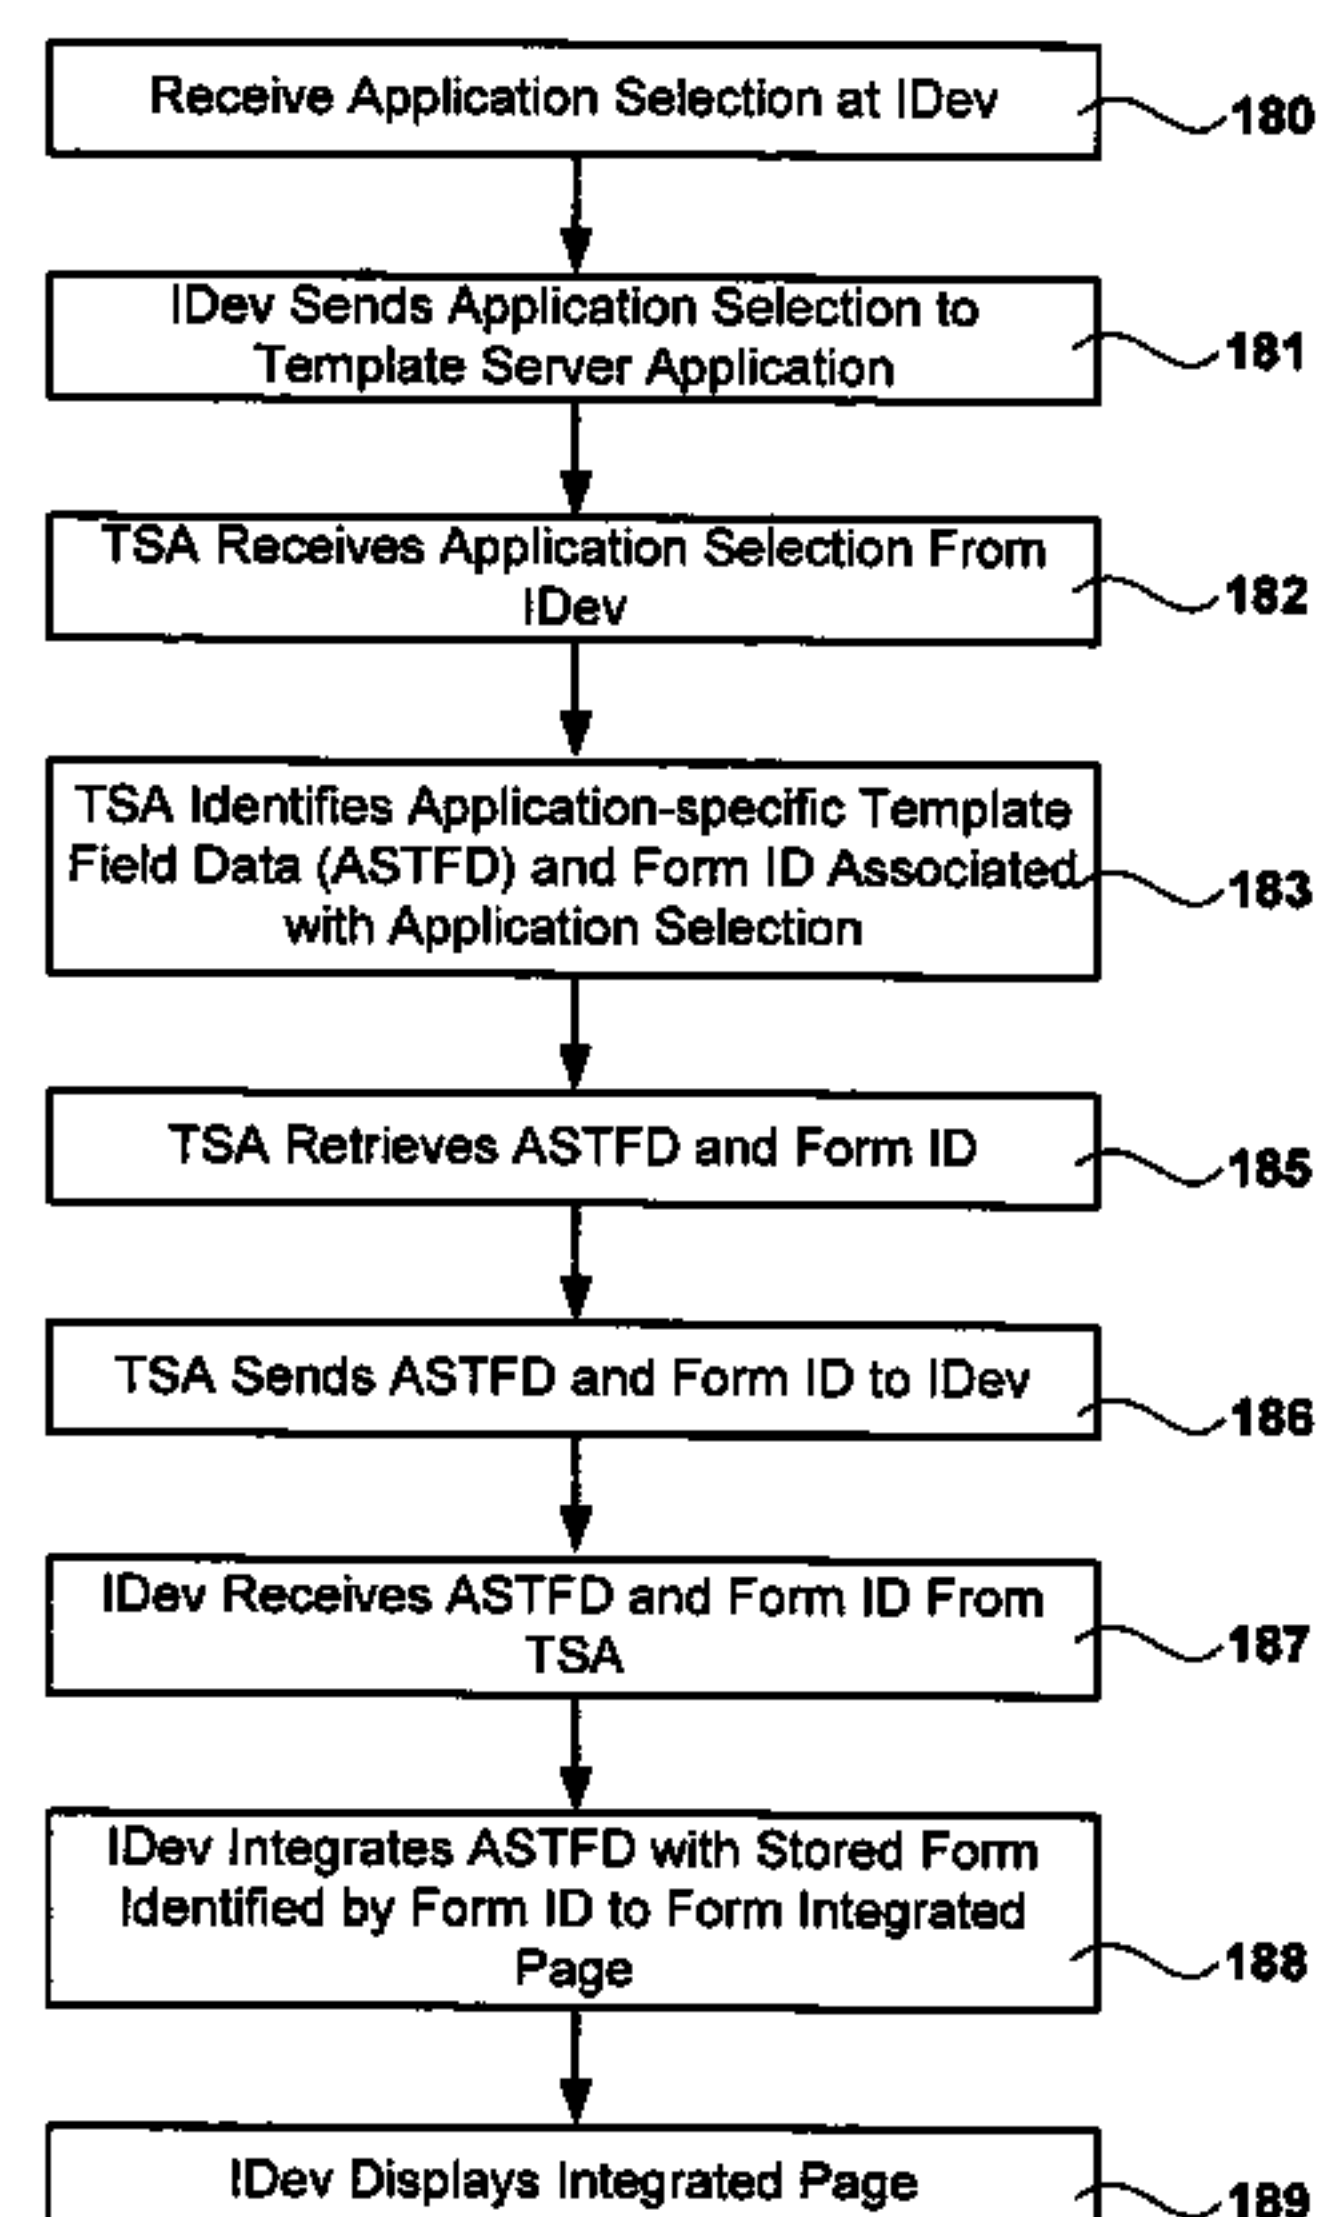 Receive Application Selection at IDev
180
IDev Sends Application Selection to
Template Server Application
181
TSA Receives Application Selection From
IDev
182
TSA Identifies Application-specific Template
Field Data (ASTFD) and Form ID Associated
with Application Selection
183
TSA Retrieves ASTFD and Form ID
185
TSA Sends ASTFD and Form ID to IDev
186
IDev Receives ASTFD and Form ID From
TSA
187
IDev Integrates ASTFD with Stored Form
Identified by Form ID to Form Integrated
Page
188
IDev Displays Integrated Page
189